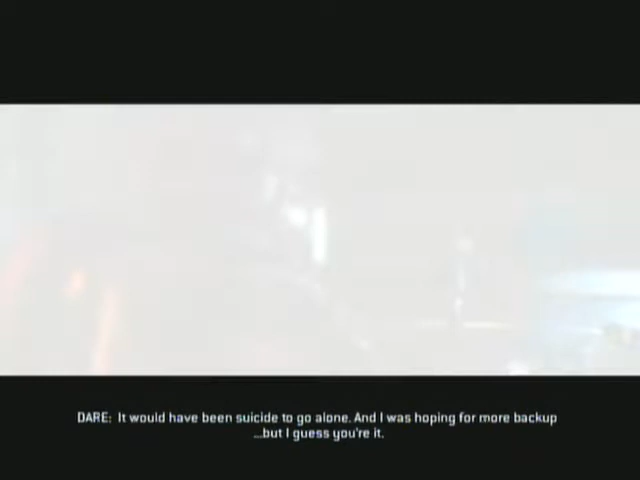 DARE: It would have been suicide to go alone. And I was hoping for more backup
...but I guess you're it.